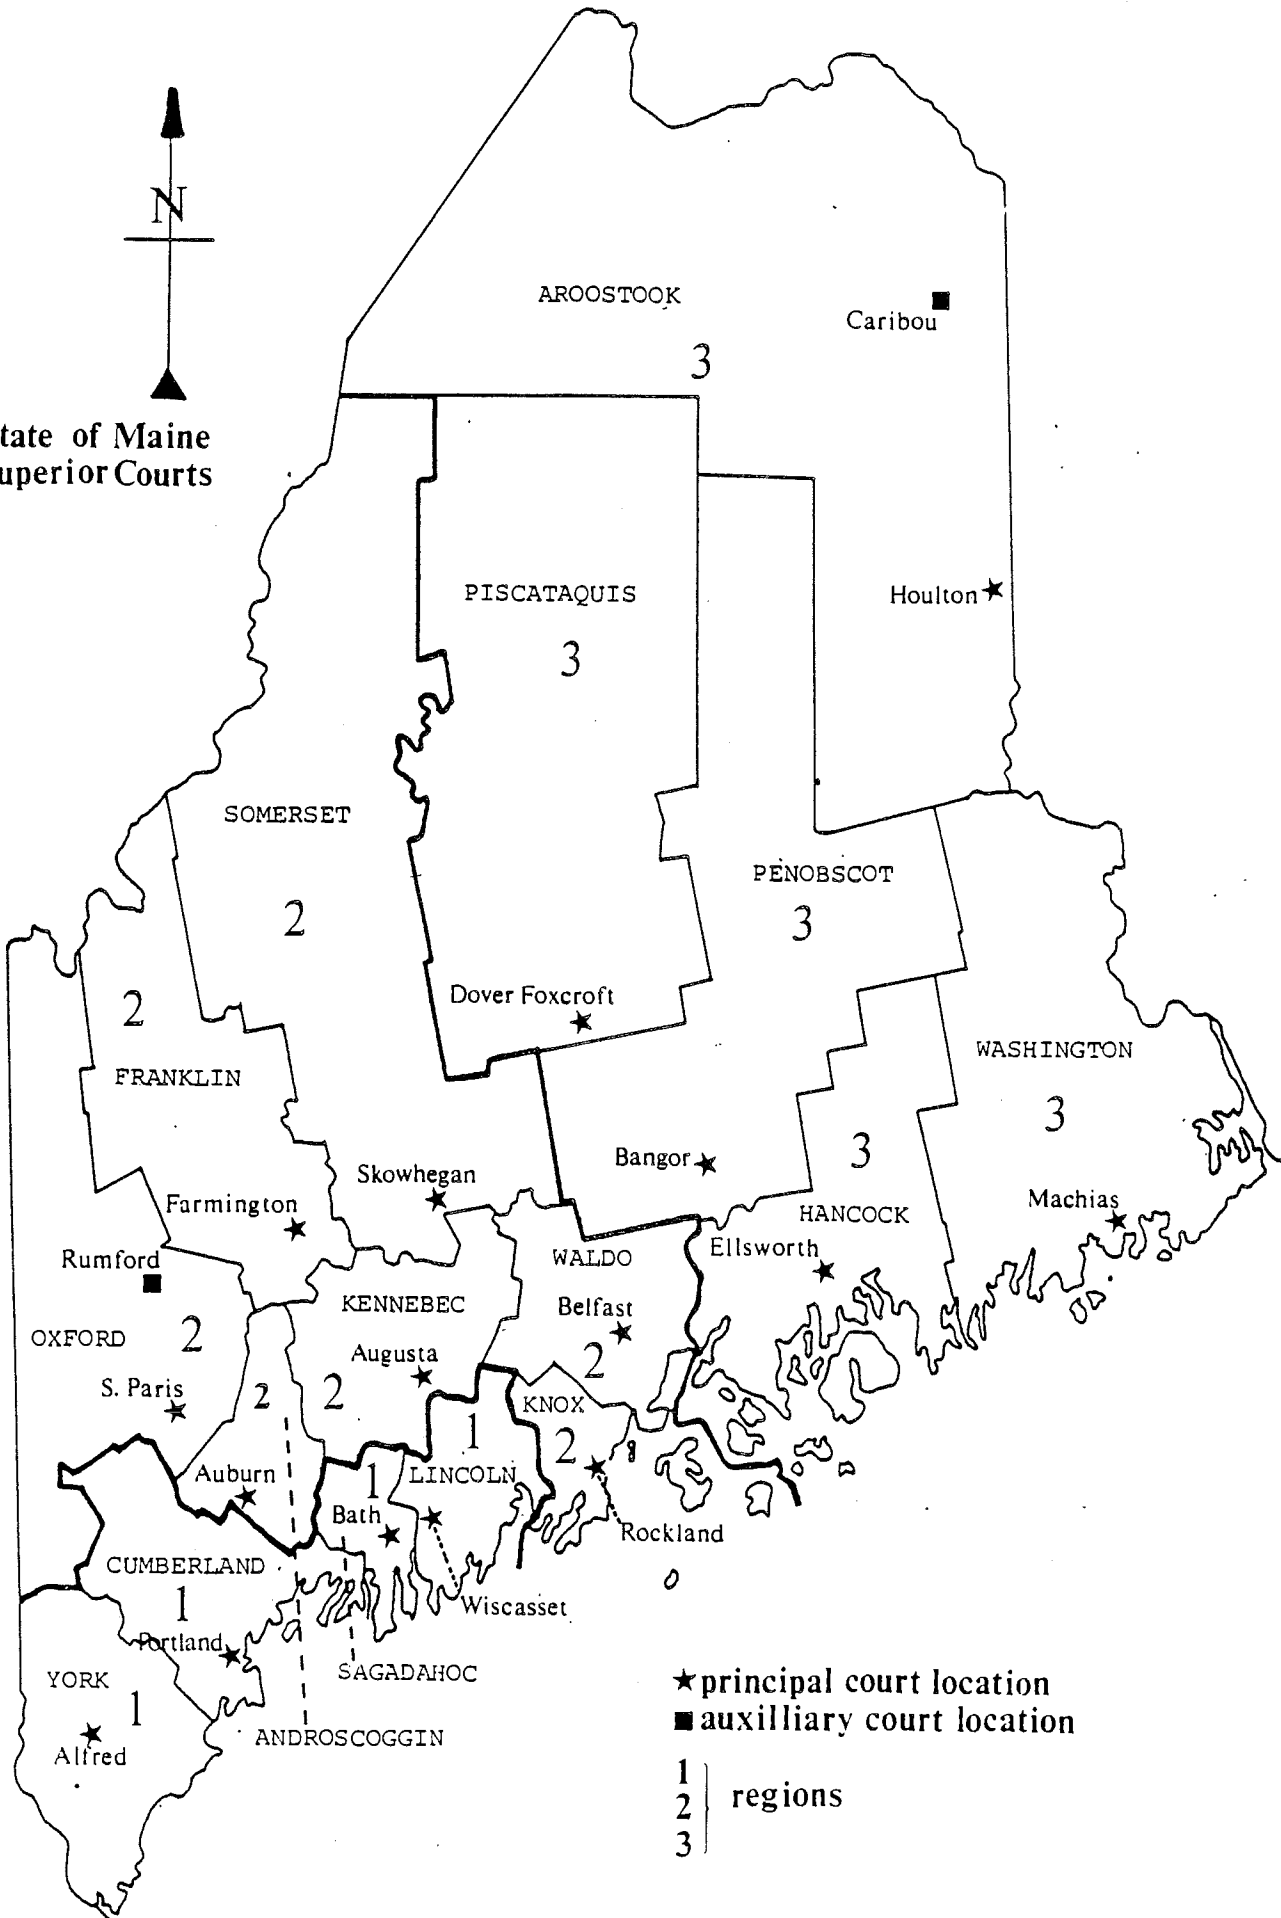 N
AROOSTOOK
Caribou
3
tate of Maine
uperior Courts
PISCATAQUIS
Houlton
3
SOMERSET
PENOBSCOT
2
3
Dover Foxcroft
2
WASHINGTON
FRANKLIN
3
Bangor
3
Skowhegan
Farmington
Machias
HANCOCK
Rumford
WALDO
Ellsworth
KENNEBEC
Belfast
OXFORD
2
Augusta
2
S. Paris
2
2
KNOX
1
2
Auburn
1
LINCOLN
Bath
Rockland
CUMBERLAND
1
Wiscasset
Portland
SAGADAHOC
YORK
1
ANDROSCOGGIN
Alfred
principal court location
auxilliary court location
1
2
3
regions